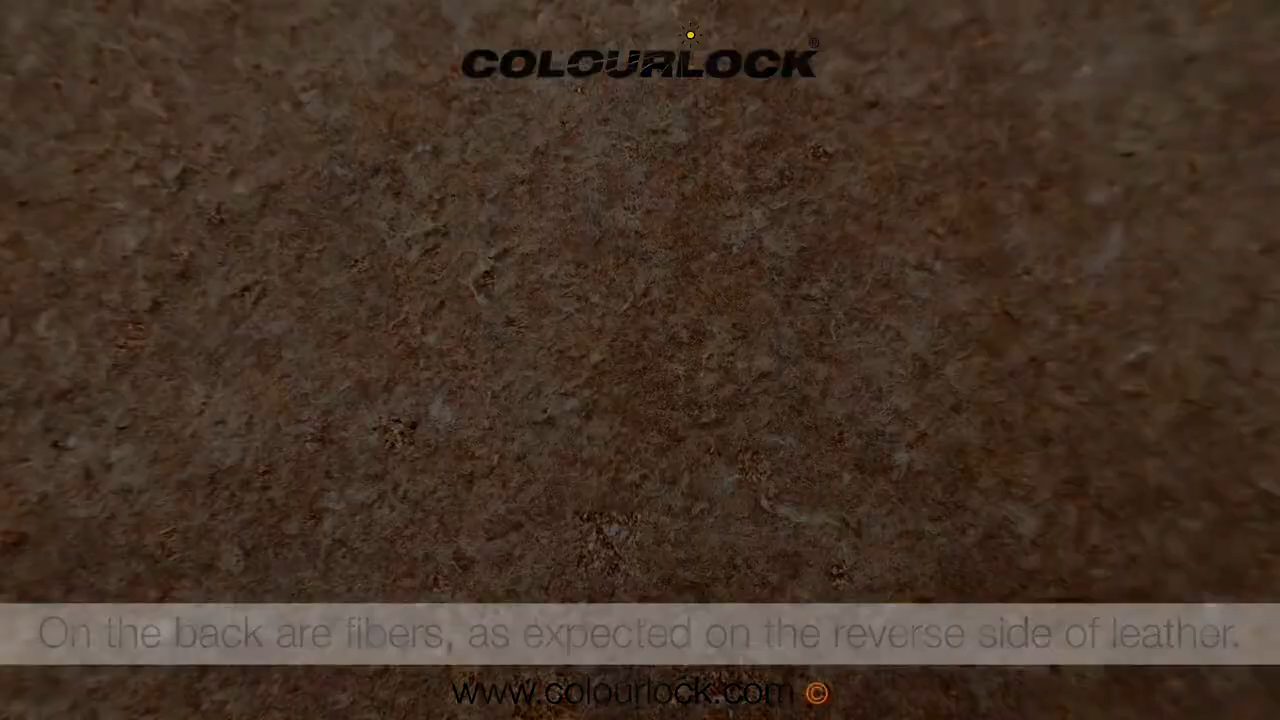 COLOURLOCK®
On the back are fibers, as expected on the reverse side of leather.
www.colourlock.com ©